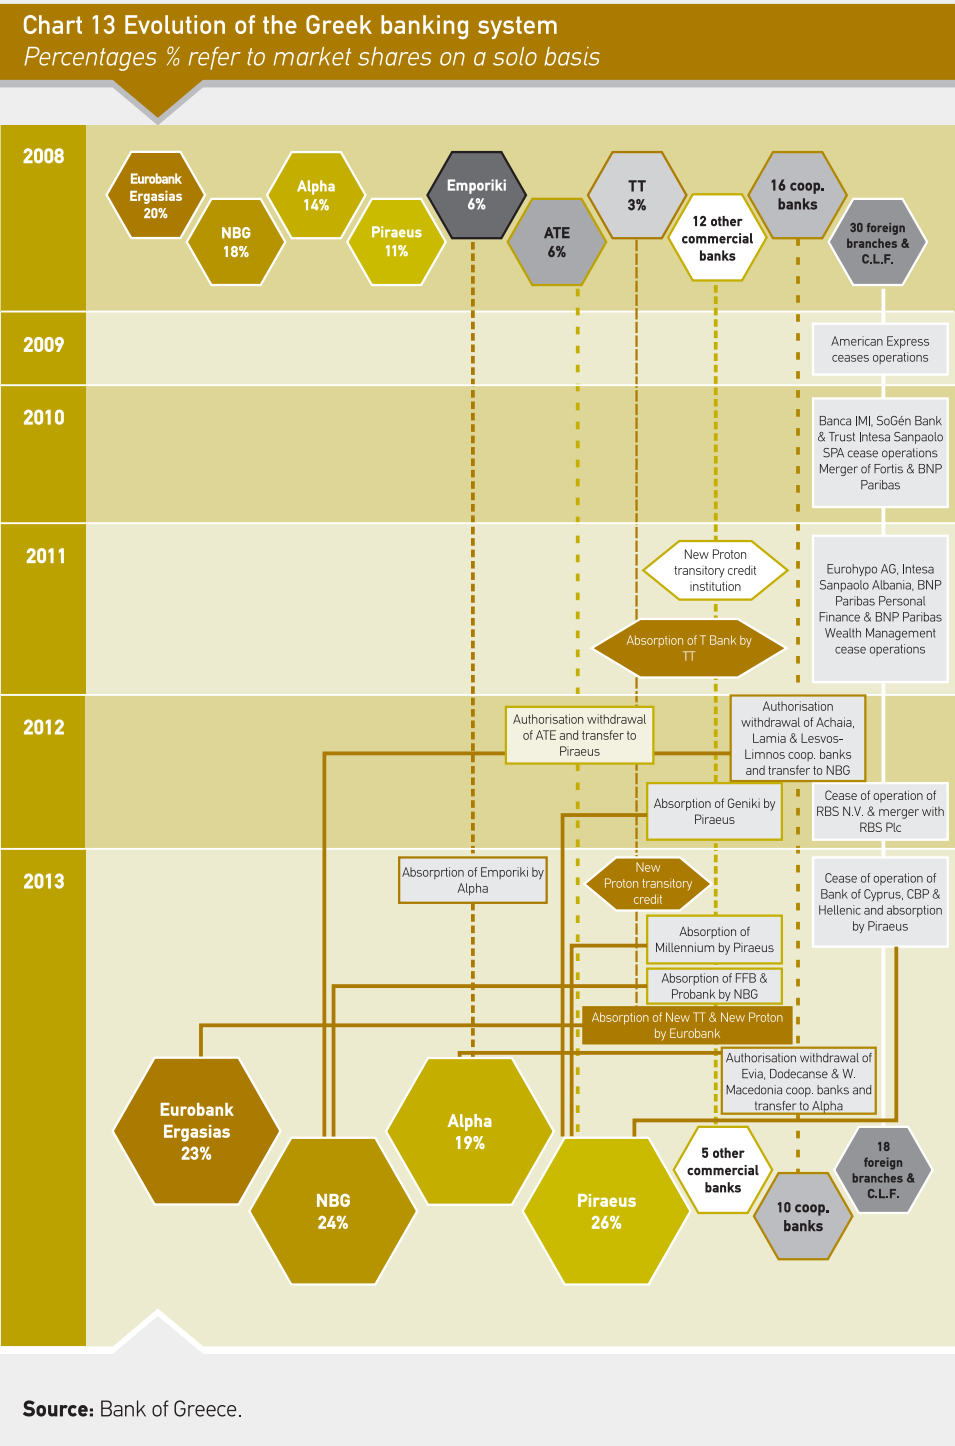 Chart 13 Evolution of the Greek banking system
Percentages % refer to market shares on a solo basis
2008
Eurobank
Ergasias
20%
NBG
18%
Alpha
14%
Piraeus
11%
Emporiki
6%
ATE
6%
TT
3%
12 other
commercial
banks
16 coop.
banks
30 foreign
branches &
C.L.F.
2009
American Express
ceases operations
2010
Banca IMI, SoGén Bank
& Trust Intesa Sanpaolo
SPA cease operations
Merger of Fortis & BNP
Paribas
2011
New Proton
transitory credit
institution
Absorption of T Bank by
TT
Eurohypo AG, Intesa
Sanpaolo Albania, BNP
Paribas Personal
Finance & BNP Paribas
Wealth Management
cease operations
2012
Authorisation withdrawal
of ATE and transfer to
Piraeus
Authorisation
withdrawal of Achaia,
Lamia & Lesvos-
Limnos coop. banks
and transfer to NBG
Absorption of Geniki by
Piraeus
Cease of operation of
RBS N.V. & merger with
RBS Plc
2013
Absorprtion of Emporiki by
Alpha
New
Proton transitory
credit
Cease of operation of
Bank of Cyprus, CBP &
Hellenic and absorption
by Piraeus
Absorption of
Millennium by Piraeus
Absorption of FFB &
Probank by NBG
Absorption of New TT & New Proton
by Eurobank
Authorisation withdrawal of
Evia, Dodecanse & W.
Macedonia coop. banks and
transfer to Alpha
Eurobank
Ergasias
23%
NBG
24%
Alpha
19%
Piraeus
26%
5 other
commercial
banks
10 coop.
banks
18
foreign
branches &
C.L.F.
Source: Bank of Greece.